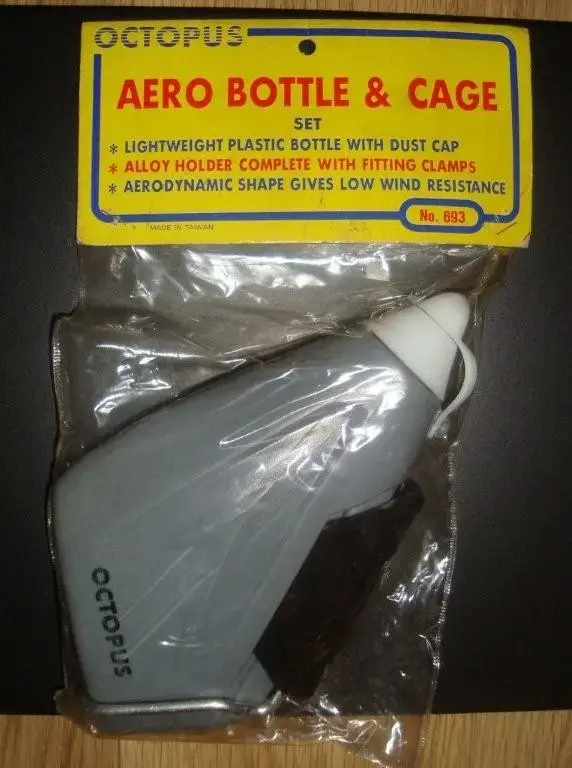 OCTOPUS
AERO BOTTLE & CAGE
SET
* LIGHTWEIGHT PLASTIC BOTTLE WITH DUST CAP
* ALLOY HOLDER COMPLETE WITH FITTING CLAMPS
* AERODYNAMIC SHAPE GIVES LOW WIND RESISTANCE
No. 693
MADE IN TAIWAN
OCTOPUS